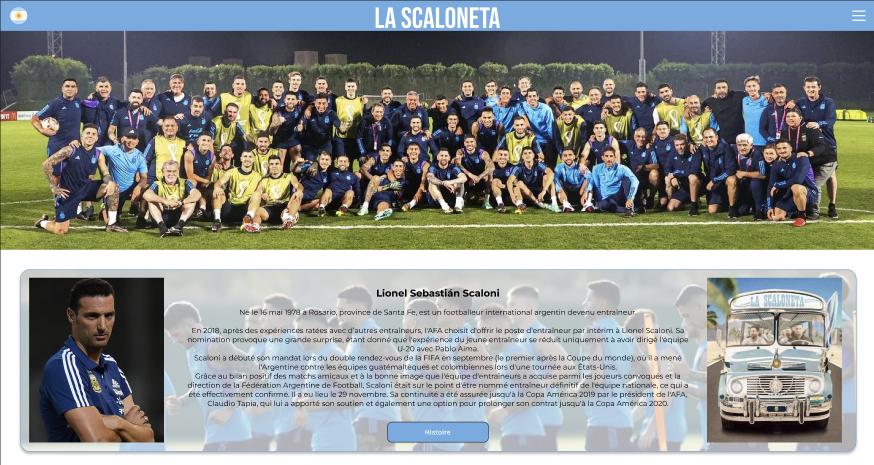 LA SCALONETA
Lionel Sebastián Scaloni
Né le 16 mai 1978 à Rosario, province de Santa Fe, est un footballeur international argentin devenu entraîneur
En 2018, après des expériences ratées avec d'autres entraîneurs, l'AFA choisit d'offrir le poste d'entraîneur par intérim à Lionel Scaloni. Sa
nomination provoque une grande surprise, étant donné que l'expérience du jeune entraîneur se réduit uniquement à avoir dirigé l'équipe
U-20 avec Pablo Aima.
Scaloni a débuté son mandat lors du double rendez-vous de la FIFA en septembre (le premier après la Coupe du monde), où il a mené
l'Argentine contre les équipes guatémaltèques et colombiennes lors d'une tournée aux États-Unis.
Grâce au bilan positif des matchs amicaux et à la bonne image que l'équipe d'entraîneurs a acquise parmi les joueurs convoqués et la
direction de la Fédération Argentine de Football, Scaloni était sur le point d'être nommé entraîneur définitif de l'équipe nationale, ce qui a
été effectivement confirmé. Il a eu lieu le 29 novembre. Sa continuité a été assurée jusqu'à la Copa América 2019 par le président de l'AFA,
Claudio Tapia, qui lui a apporté son soutien et également une option pour prolonger son contrat jusqu'à la Copa América 2020.
LA SCALONETA
Histoire